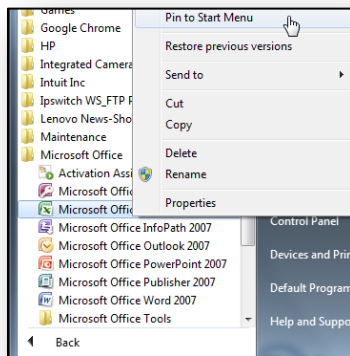 Games
Google Chrome
HP
Integrated Camera
Intuit Inc
Ipswitch WS_FTP
Lenovo News-Sho
Maintenance
Microsoft Office
Activation Assi
Microsoft Offic
Microsoft Offic
Microsoft Office InfoPath 2007
Microsoft Office Outlook 2007
Microsoft Office PowerPoint 2007
Microsoft Office Publisher 2007
Microsoft Office Word 2007
Microsoft Office Tools
Back
Pin to Start Menu
Restore previous versions
Send to
Cut
Copy
Delete
Rename
Properties
Control Panel
Devices and Prin
Default Program
Help and Suppo